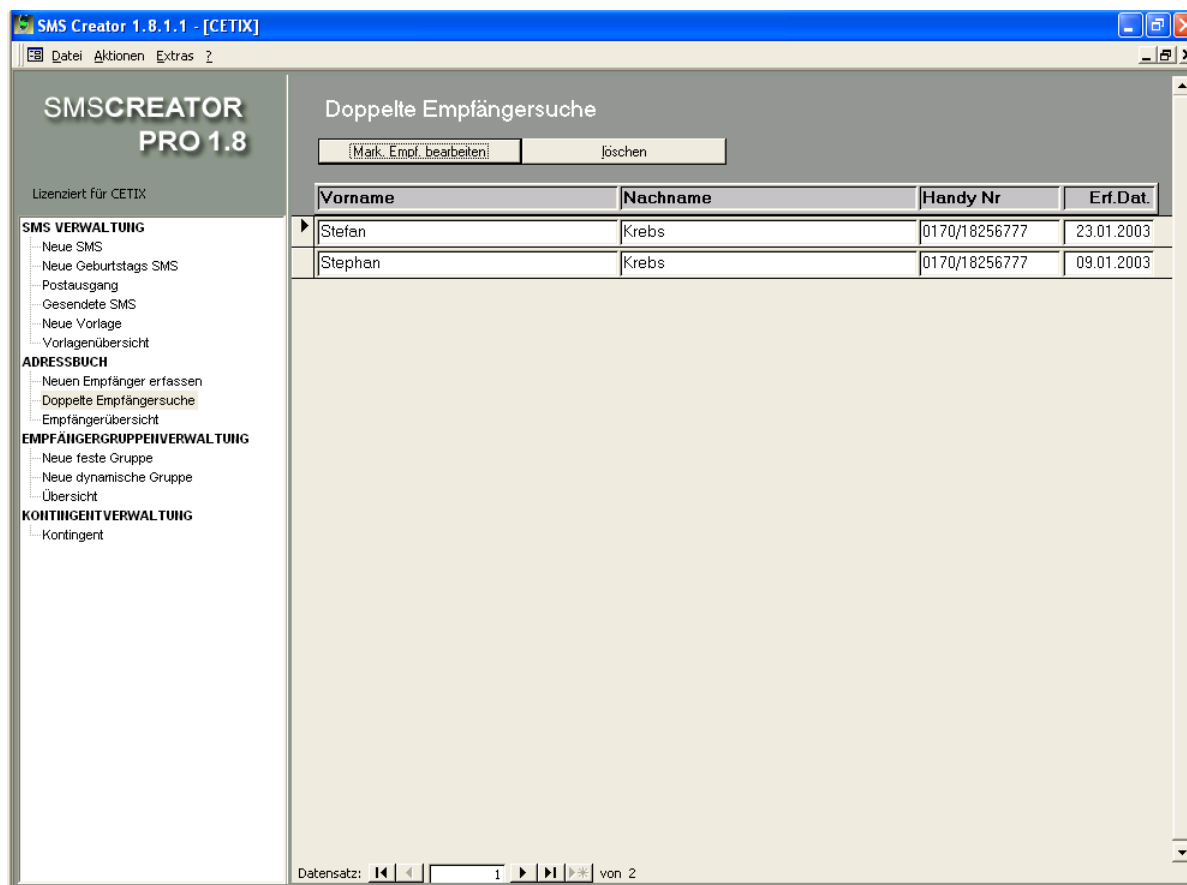 SMS Creator 1.8.1.1 - [CETIX]
Datei Aktionen Extras ?
SMSCREATOR
PRO 1.8
Lizenziert für CETIX
SMS VERWALTUNG
Neue SMS
Neue Geburtstags SMS
Postausgang
Gesendete SMS
Neue Vorlage
Vorlagenübersicht
ADRESSBUCH
Neuen Empfänger erfassen
Doppelte Empfängersuche
Empfängerübersicht
EMPFÄNGERGRUPPENVERWALTUNG
Neue feste Gruppe
Neue dynamische Gruppe
Übersicht
KONTINGENTVERWALTUNG
Kontingent
Doppelte Empfängersuche
Mark. Empf. bearbeiten löschen
Vorname Nachname Handy Nr Erf.Dat.
Stefan Krebs 0170/18256777 23.01.2003
Stephan Krebs 0170/18256777 09.01.2003
Datensatz: 1 von 2